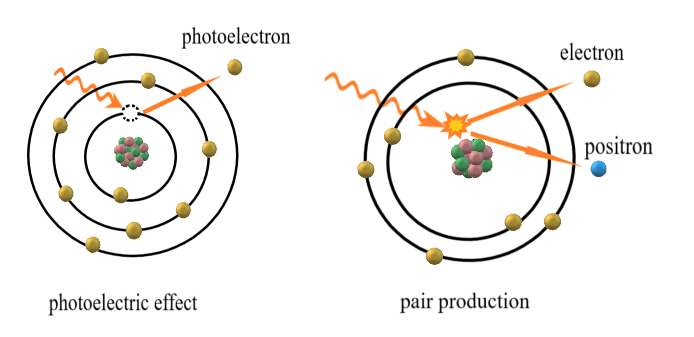 photoelectron
electron
positron
photoelectric effect
pair production